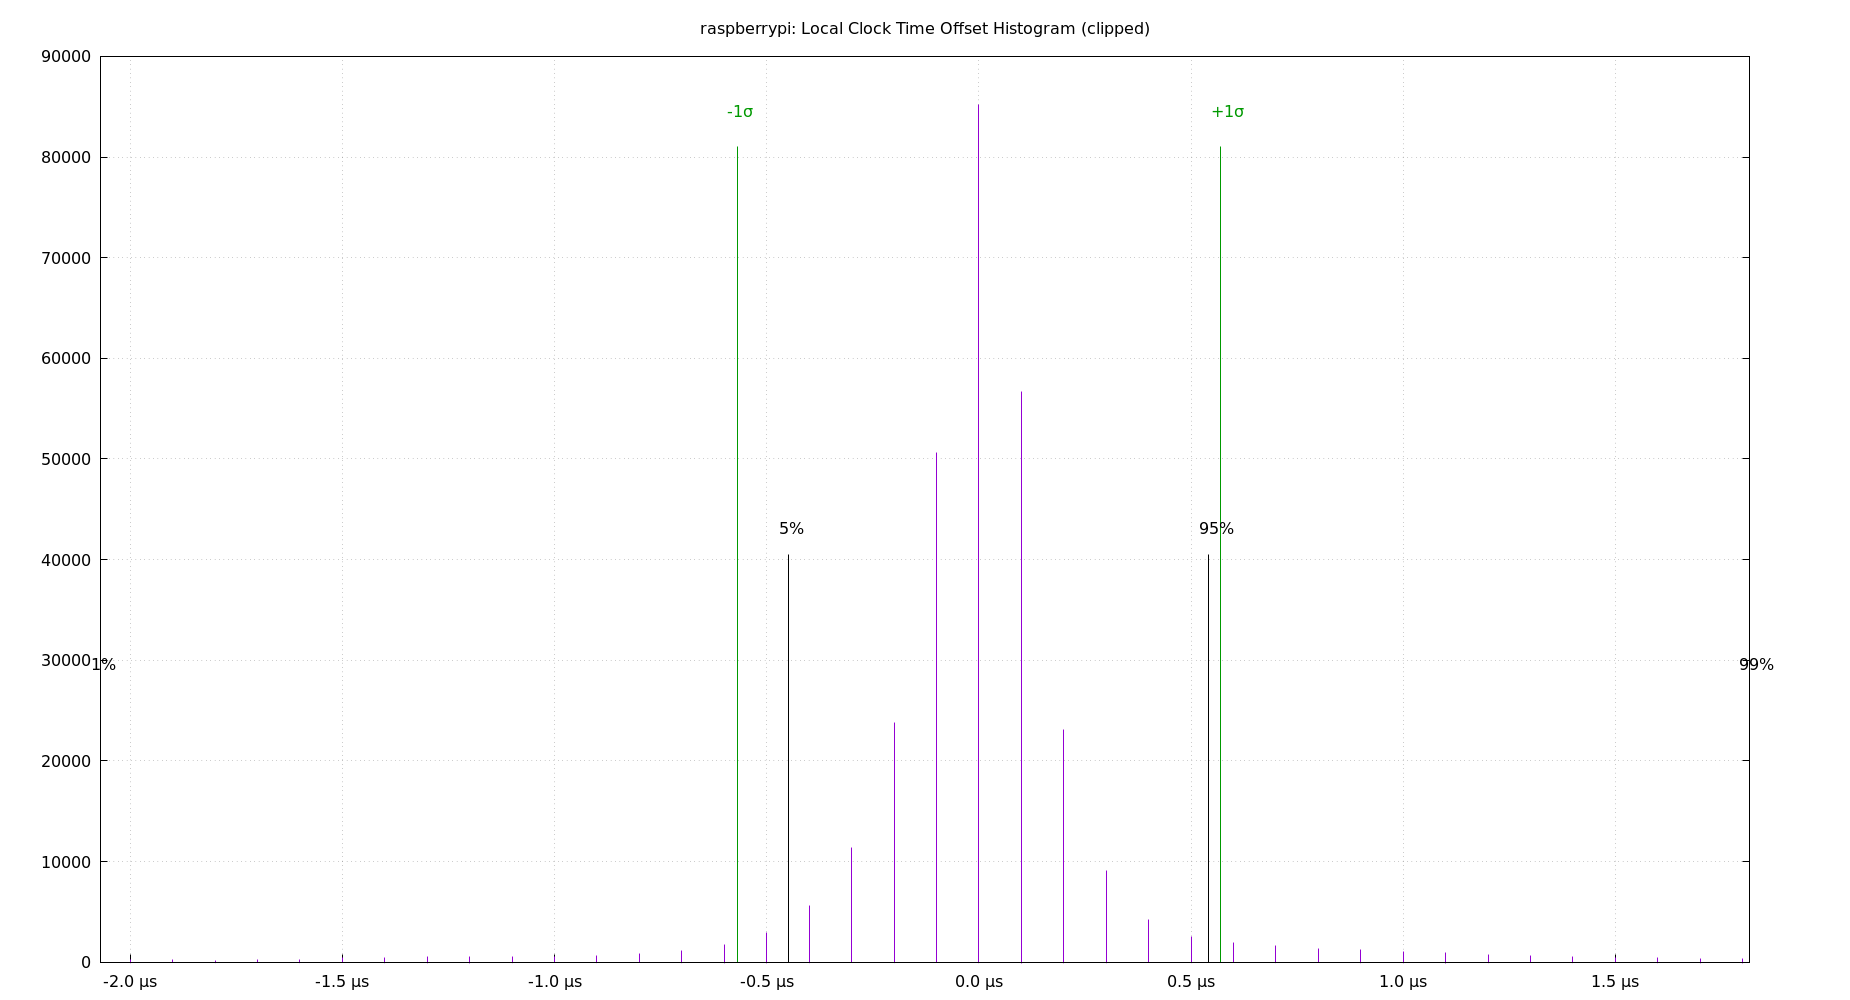 raspberrypi: Local Clock Time Offset Histogram (clipped)
90000
-1σ +1σ
80000
70000
60000
50000
5% 95%
40000
30000 1% 99%
20000
10000
0
-2.0 µs -1.5 µs -1.0 µs -0.5 µs 0.0 µs 0.5 µs 1.0 µs 1.5 µs